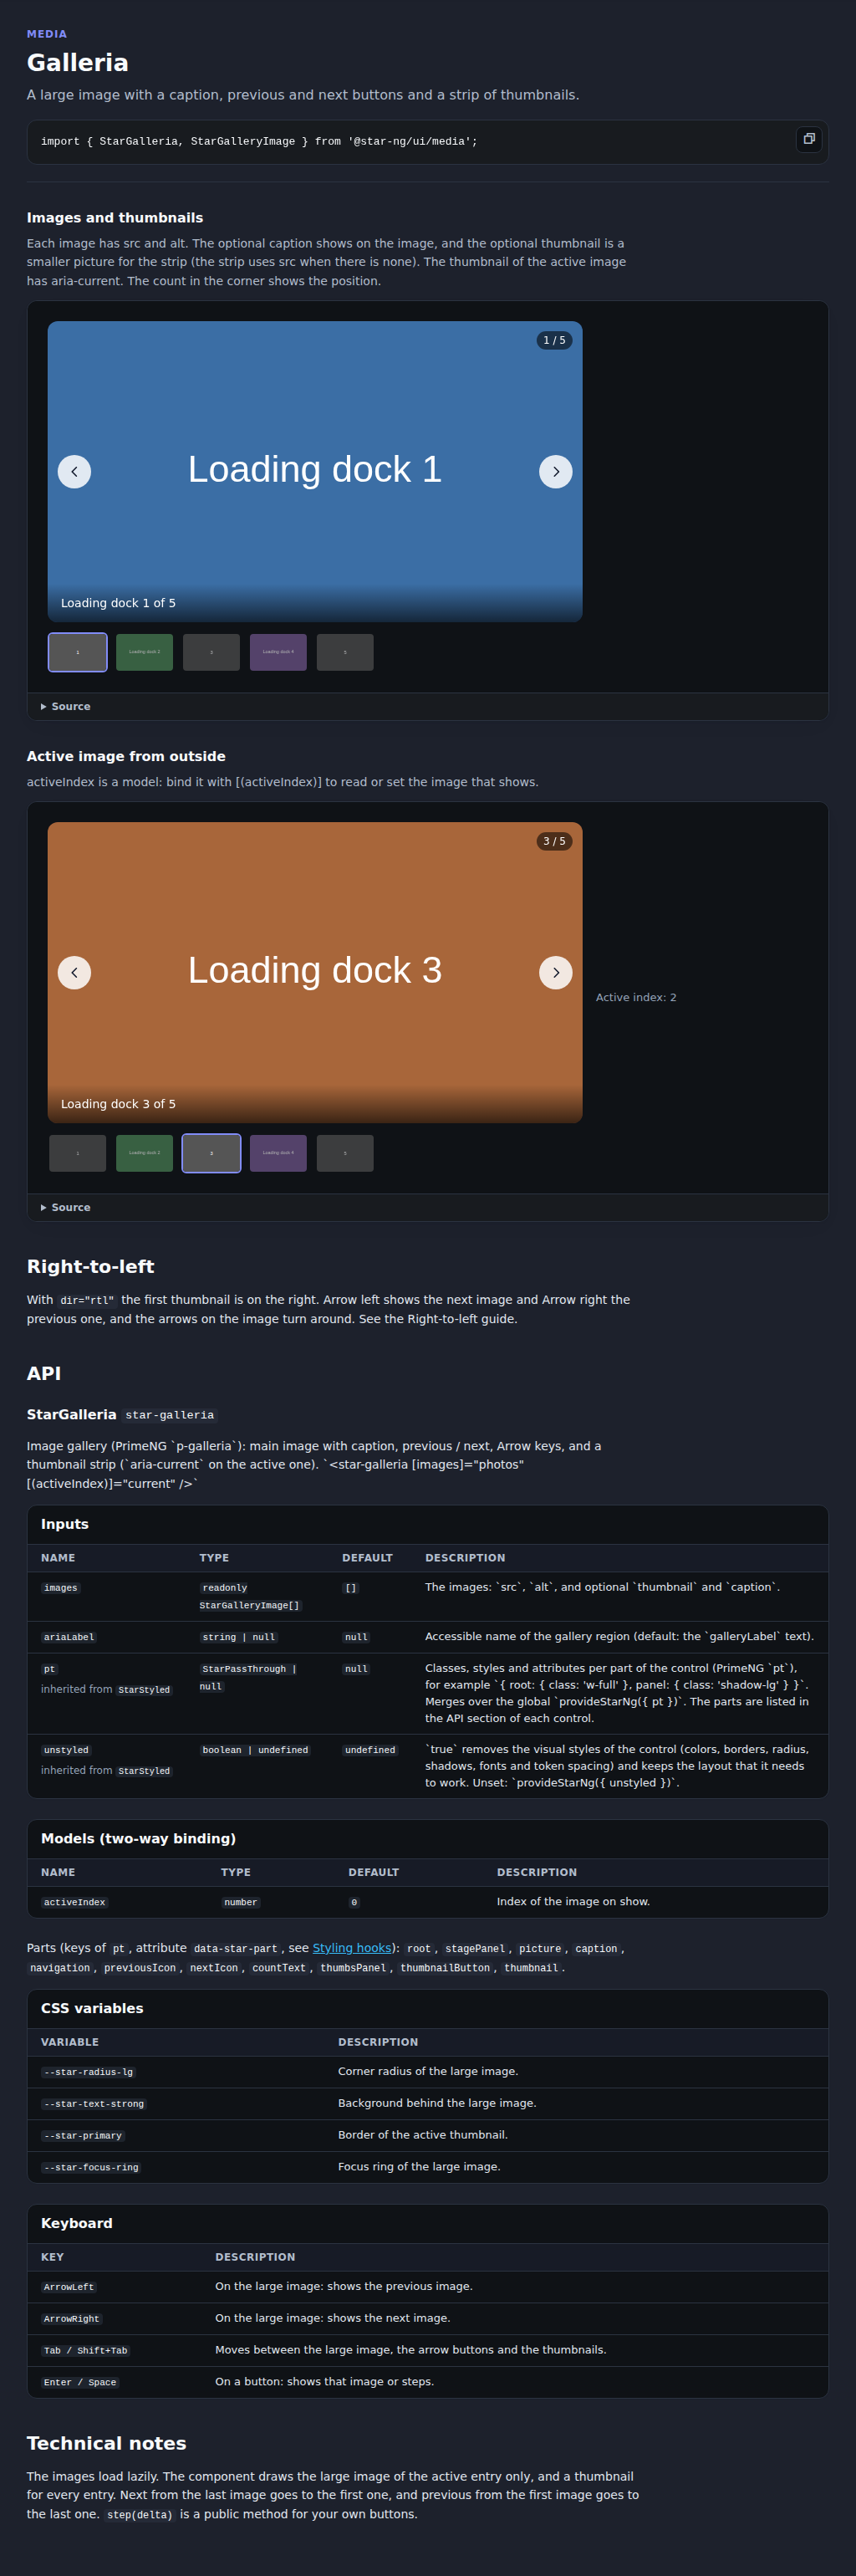 MEDIA
Galleria
A large image with a caption, previous and next buttons and a strip of thumbnails.
import { StarGalleria, StarGalleryImage } from '@star-ng/ui/media';
Images and thumbnails
Each image has src and alt. The optional caption shows on the image, and the optional thumbnail is a
smaller picture for the strip (the strip uses src when there is none). The thumbnail of the active image
has aria-current. The count in the corner shows the position.
1 / 5
Loading dock 1
Loading dock 1 of 5
1
Loading dock 2
3
Loading dock 4
5
Source
Active image from outside
activeIndex is a model: bind it with [(activeIndex)] to read or set the image that shows.
3 / 5
Loading dock 3
Active index: 2
Loading dock 3 of 5
1
Loading dock 2
3
Loading dock 4
5
Source
Right-to-left
With dir="rtl" the first thumbnail is on the right. Arrow left shows the next image and Arrow right the
previous one, and the arrows on the image turn around. See the Right-to-left guide.
API
StarGalleria star-galleria
Image gallery (PrimeNG `p-galleria`): main image with caption, previous / next, Arrow keys, and a
thumbnail strip (`aria-current` on the active one). `<star-galleria [images]="photos"
[(activeIndex)]="current" />`
Inputs
NAME TYPE DEFAULT DESCRIPTION
images readonly StarGalleryImage[] [] The images: `src`, `alt`, and optional `thumbnail` and `caption`.
ariaLabel string | null null Accessible name of the gallery region (default: the `galleryLabel` text).
pt StarPassThrough | null null Classes, styles and attributes per part of the control (PrimeNG `pt`),
inherited from StarStyled for example `{ root: { class: 'w-full' }, panel: { class: 'shadow-lg' } }`.
Merges over the global `provideStarNg({ pt })`. The parts are listed in
the API section of each control.
unstyled boolean | undefined undefined `true` removes the visual styles of the control (colors, borders, radius,
inherited from StarStyled shadows, fonts and token spacing) and keeps the layout that it needs
to work. Unset: `provideStarNg({ unstyled })`.
Models (two-way binding)
NAME TYPE DEFAULT DESCRIPTION
activeIndex number 0 Index of the image on show.
Parts (keys of pt, attribute data-star-part, see Styling hooks): root, stagePanel, picture, caption,
navigation, previousIcon, nextIcon, countText, thumbsPanel, thumbnailButton, thumbnail.
CSS variables
VARIABLE DESCRIPTION
--star-radius-lg Corner radius of the large image.
--star-text-strong Background behind the large image.
--star-primary Border of the active thumbnail.
--star-focus-ring Focus ring of the large image.
Keyboard
KEY DESCRIPTION
ArrowLeft On the large image: shows the previous image.
ArrowRight On the large image: shows the next image.
Tab / Shift+Tab Moves between the large image, the arrow buttons and the thumbnails.
Enter / Space On a button: shows that image or steps.
Technical notes
The images load lazily. The component draws the large image of the active entry only, and a thumbnail
for every entry. Next from the last image goes to the first one, and previous from the first image goes to
the last one. step(delta) is a public method for your own buttons.